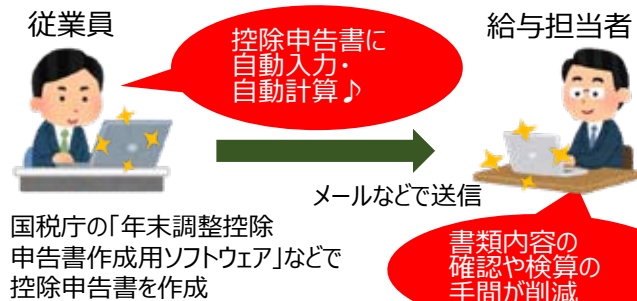 従業員
控除申告書に
自動入力・
自動計算♪
給与担当者
メールなどで送信
国税庁の「年末調整控除
申告書作成用ソフトウェア」などで
控除申告書を作成
書類内容の
確認や検算の
手間が削減